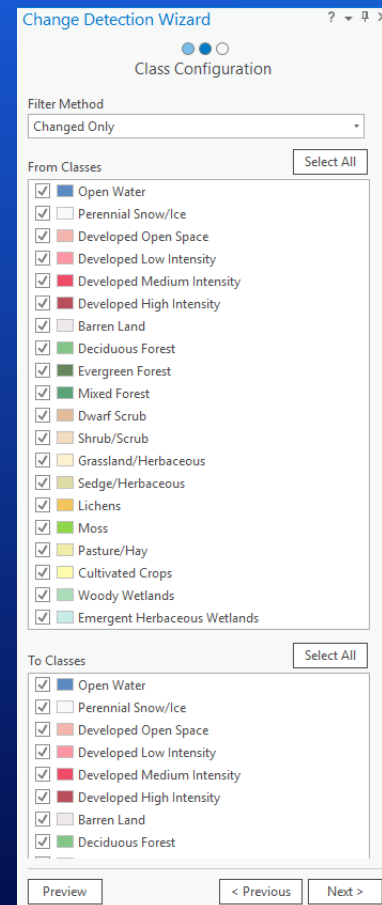 Change Detection Wizard
?
Class Configuration
Filter Method
Changed Only
From Classes
Select All
Open Water
Perennial Snow/Ice
Developed Open Space
Developed Low Intensity
Developed Medium Intensity
Developed High Intensity
Barren Land
Deciduous Forest
Evergreen Forest
Mixed Forest
Dwarf Scrub
Shrub/Scrub
Grassland/Herbaceous
Sedge/Herbaceous
Lichens
Moss
Pasture/Hay
Cultivated Crops
Woody Wetlands
Emergent Herbaceous Wetlands
To Classes
Select All
Open Water
Perennial Snow/Ice
Developed Open Space
Developed Low Intensity
Developed Medium Intensity
Developed High Intensity
Barren Land
Deciduous Forest
Preview
< Previous
Next >